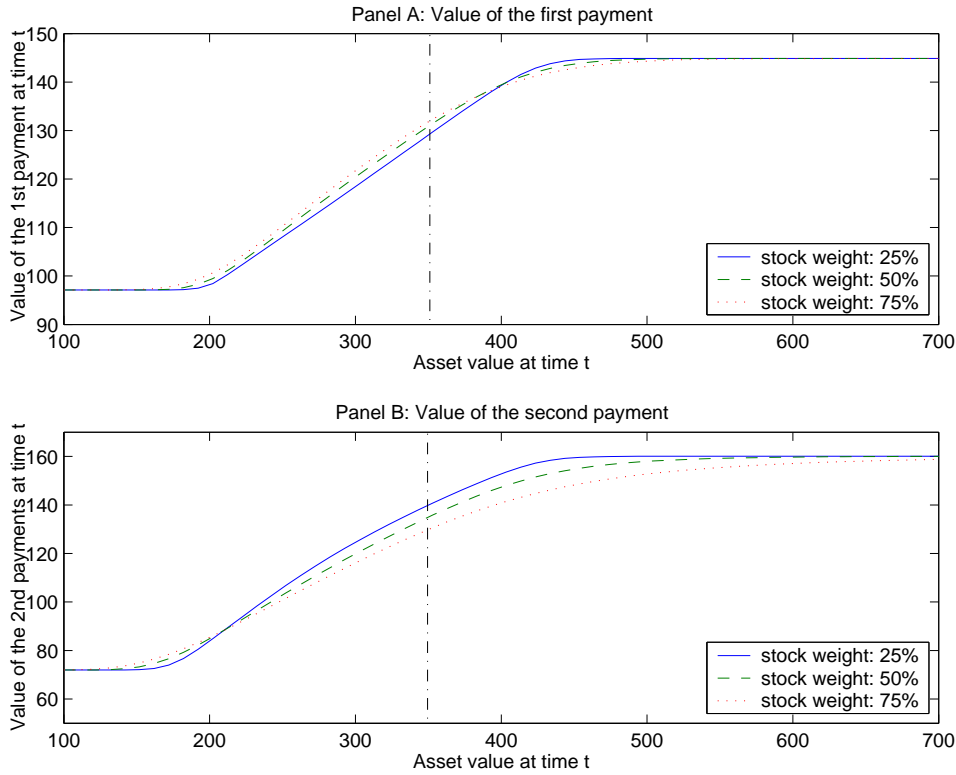 Panel A: Value of the first payment
Value of the 1st payment at time t
150
140
130
120
110
100
90
100 200 300 400 500 600 700
Asset value at time t
stock weight: 25%
stock weight: 50%
stock weight: 75%
Panel B: Value of the second payment
Value of the 2nd payments at time t
160
140
120
100
80
60
100 200 300 400 500 600 700
Asset value at time t
stock weight: 25%
stock weight: 50%
stock weight: 75%